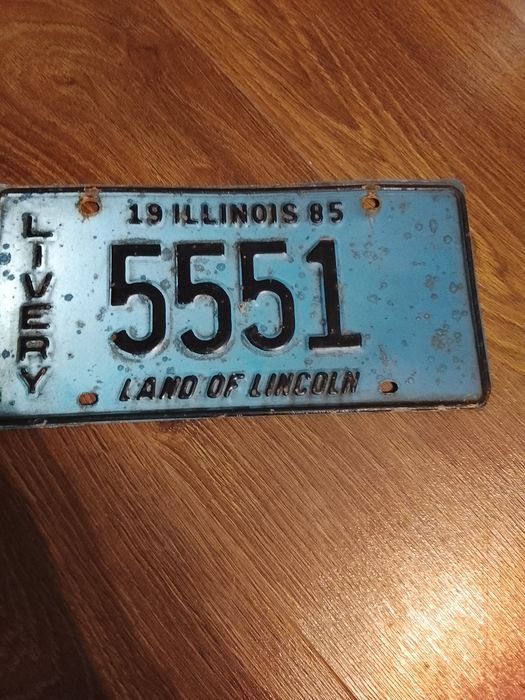 19 ILLINOIS 85
LIVERY
5551
LAND OF LINCOLN